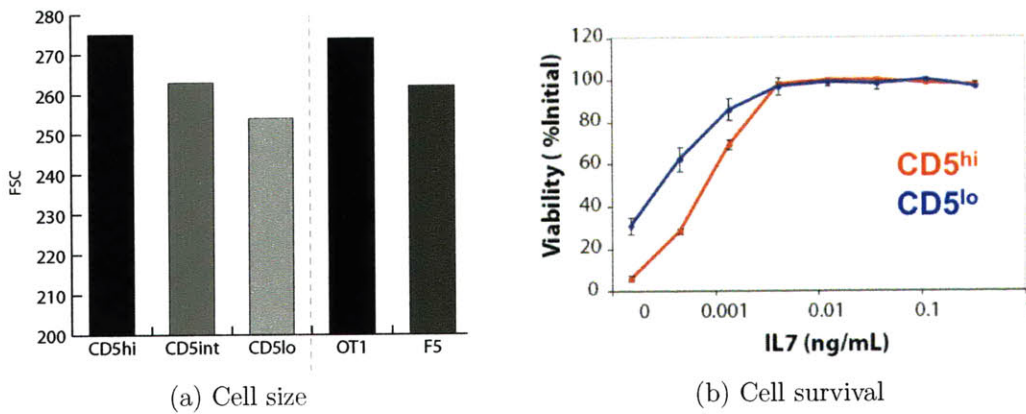 280
270
260
250
240
230
220
210
200
FSC
CD5hi CD5int CD5lo OT1 F5
(a) Cell size
120
100
80
60
40
20
0
Viability ( %Initial)
CD5hi
CD5lo
0 0.001 0.01 0.1
IL7 (ng/mL)
(b) Cell survival